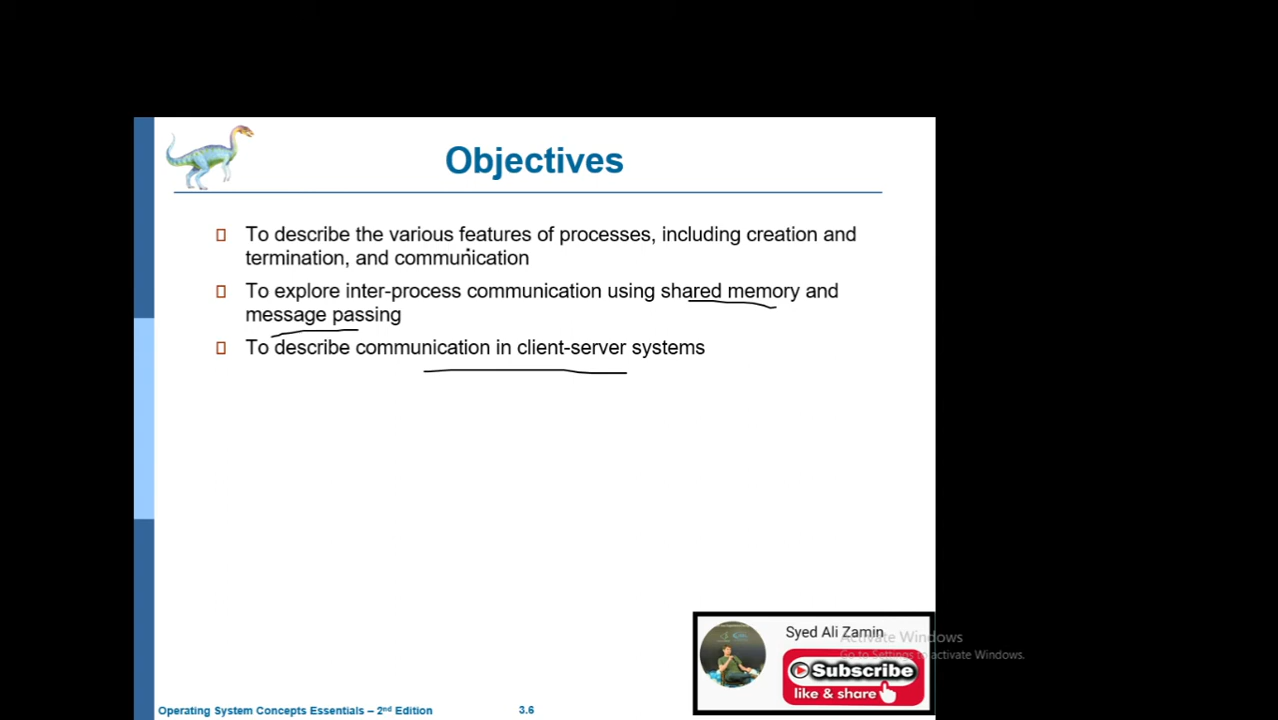 Objectives
To describe the various features of processes, including creation and
termination, and communication
To explore inter-process communication using shared memory and
message passing
To describe communication in client-server systems
Syed Ali Zamin
Activate Windows
Go to Settings to activate Windows.
Subscribe
like & share
Operating System Concepts Essentials – 2nd Edition
3.6